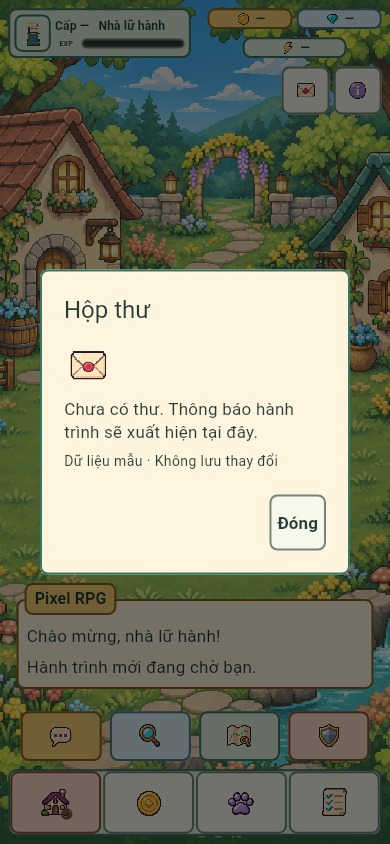 Cấp — Nhà lữ hành
EXP
—
—
—
Hộp thư
Chưa có thư. Thông báo hành
trình sẽ xuất hiện tại đây.
Dữ liệu mẫu · Không lưu thay đổi
Đóng
Pixel RPG
Chào mừng, nhà lữ hành!
Hành trình mới đang chờ bạn.